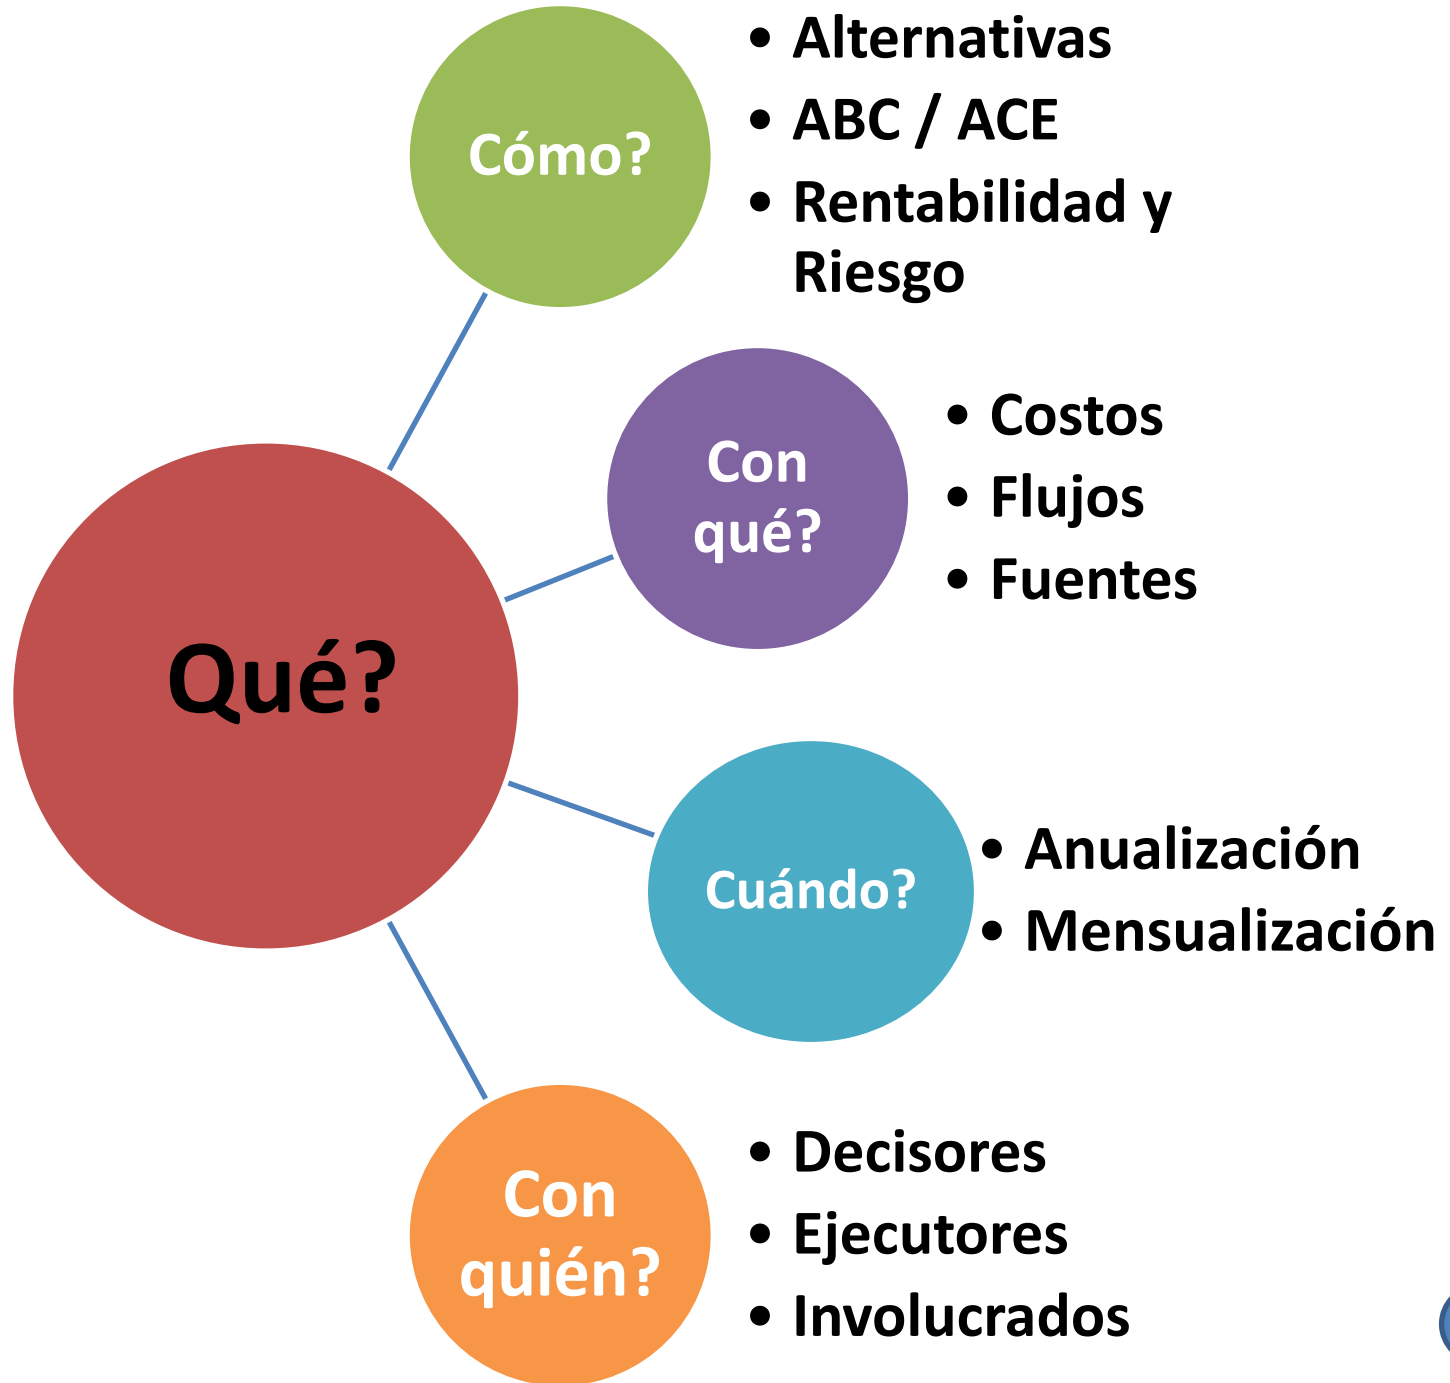 Cómo?
• Alternativas
• ABC / ACE
• Rentabilidad y
Riesgo
Con
qué?
• Costos
• Flujos
• Fuentes
Qué?
Cuándo?
• Anualización
• Mensualización
Con
quién?
• Decisores
• Ejecutores
• Involucrados